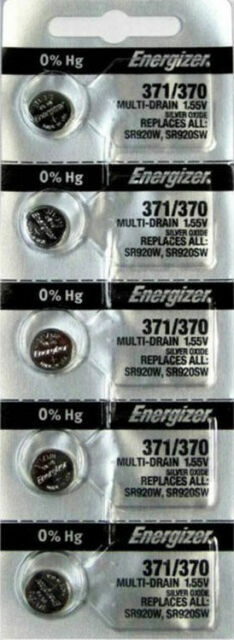 0% Hg Energizer.
371/370
MULTI-DRAIN 1.55V
SILVER OXIDE
REPLACES ALL:
SR920W, SR920SW
0% Hg Energizer.
371/370
MULTI-DRAIN 1.55V
SILVER OXIDE
REPLACES ALL:
SR920W, SR920SW
0% Hg Energizer.
371/370
MULTI-DRAIN 1.55V
SILVER OXIDE
REPLACES ALL:
SR920W, SR920SW
Energizer
0% Hg Energizer.
371/370
MULTI-DRAIN 1.55V
SILVER OXIDE
REPLACES ALL:
SR920W, SR920SW
Energizer
0% Hg Energizer.
371/370
MULTI-DRAIN 1.55V
SILVER OXIDE
REPLACES ALL:
SR920W, SR920SW